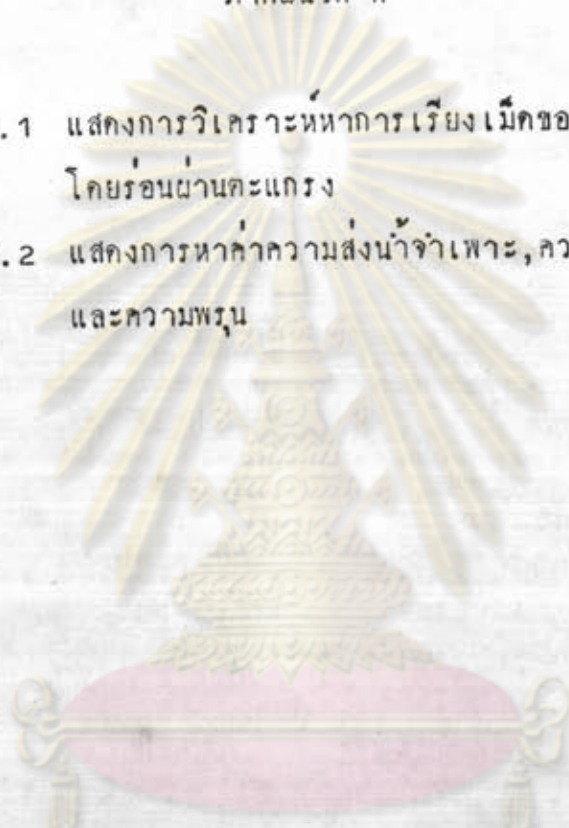 .1 แสดงการวิเคราะห์หาการเรียงเม็ดขอ
โดยร่อนผ่านตะแกรง
.2 แสดงการหาค่าความส่งน้ำจำเพาะ,คว
และความพรุน